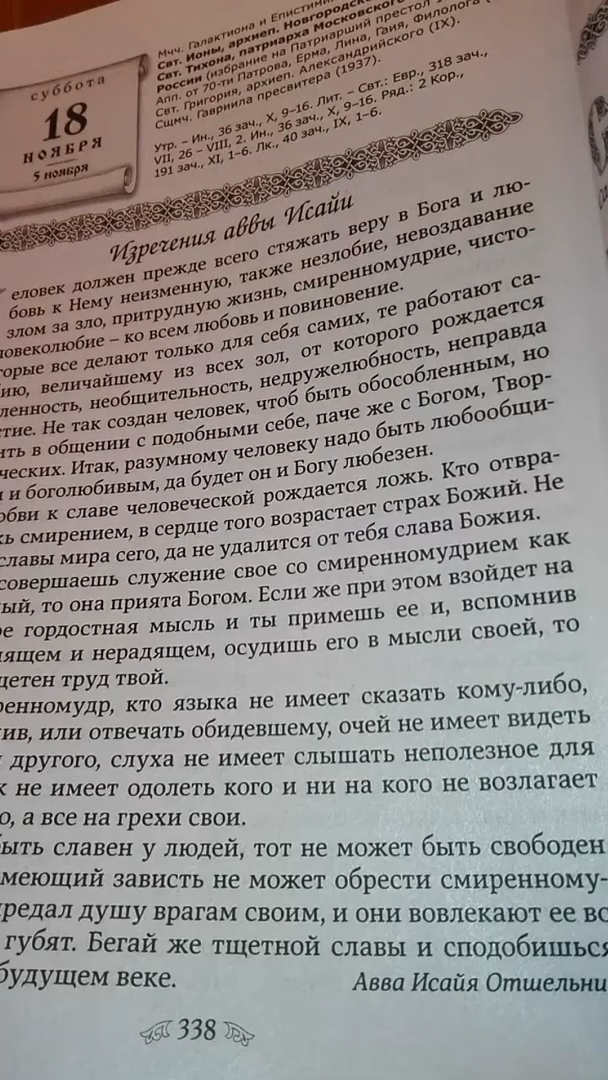 суббота
18
НОЯБРЯ
5 ноября
Мчч. Галактиона и
Свт. Ионы, архиеп.
Свт. Тихона, патриарха Московского
России (избрание на Патриарший престол
Апп. от 70-ти Патрова, Ерма, Лина, Гаия, Филолога
Свт. Григория, архиеп. Александрийского (IX).
Сщмч. Гавриила пресвитера (1937).
Утр. – Ин., 36 зач., X, 9–16. Лит. – Свт.: Евр., 318 зач.,
VII, 26 – VIII, 2. Ин., 36 зач., X, 9–16. Ряд.: 2 Кор.,
191 зач., XI, 1–6. Лк., 40 зач., IX, 1–6.
Изречения аввы Исайи
еловек должен прежде всего стяжать веру в Бога и лю-
бовь к Нему неизменную, также незлобие, невоздавание
злом за зло, притрудную жизнь, смиренномудрие, чисто-
ловеколюбие – ко всем любовь и повиновение.
торые все делают только для себя самих, те работают са-
ию, величайшему из всех зол, от которого рождается
ленность, необщительность, недружелюбность, неправда
стие. Не так создан человек, чтоб быть обособленным, но
ить в общении с подобными себе, паче же с Богом, Твор-
ческих. Итак, разумному человеку надо быть любообщи-
и и боголюбивым, да будет он и Богу любезен.
юбви к славе человеческой рождается ложь. Кто отвра-
жь смирением, в сердце того возрастает страх Божий. Не
славы мира сего, да не удалится от тебя слава Божия.
совершаешь служение свое со смиренномудрием как
ный, то она прията Богом. Если же при этом взойдет на
ре гордостная мысль и ты примешь ее и, вспомнив
пящем и нерадящем, осудишь его в мысли своей, то
щетен труд твой.
ренномудр, кто языка не имеет сказать кому-либо,
ив, или отвечать обидевшему, очей не имеет видеть
другого, слуха не имеет слышать неполезное для
к не имеет одолеть кого и ни на кого не возлагает
о, а все на грехи свои.
быть славен у людей, тот не может быть свободен
меющий зависть не может обрести смиренному-
предал душу врагам своим, и они вовлекают ее во
губят. Бегай же тщетной славы и сподобишься
будущем веке.
Авва Исайя Отшельни
338